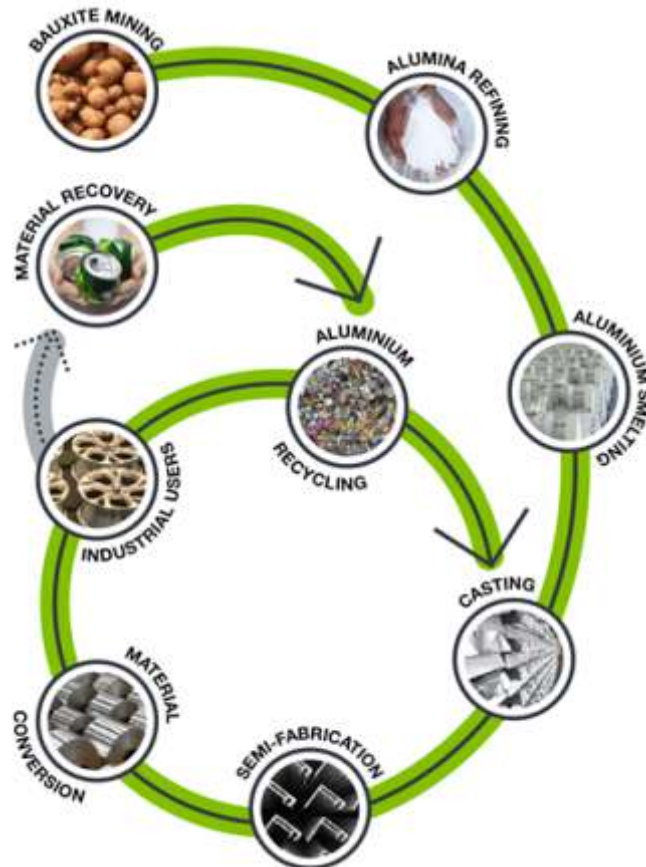 BAUXITE MINING
ALUMINA REFINING
MATERIAL RECOVERY
ALUMINIUM SMELTING
ALUMINIUM
RECYCLING
INDUSTRIAL USERS
CASTING
MATERIAL
CONVERSION
SEMI-FABRICATION